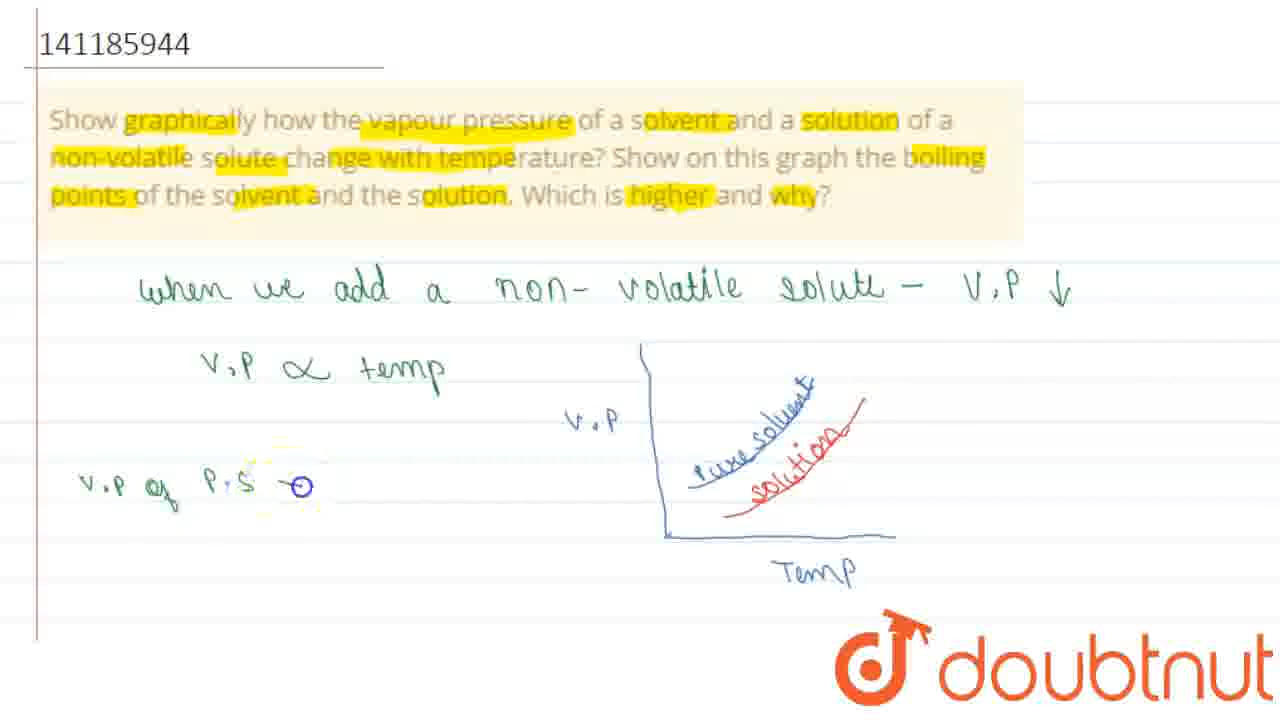 141185944
Show graphically how the vapour pressure of a solvent and a solution of a
non-volatile solute change with temperature? Show on this graph the boiling
points of the solvent and the solution. Which is higher and why?
When we add a non-volatile solute - V.P ↓
V.P ∝ temp
V.P
Pure solvent
solution
V.P of P.S
Temp
doubtnut